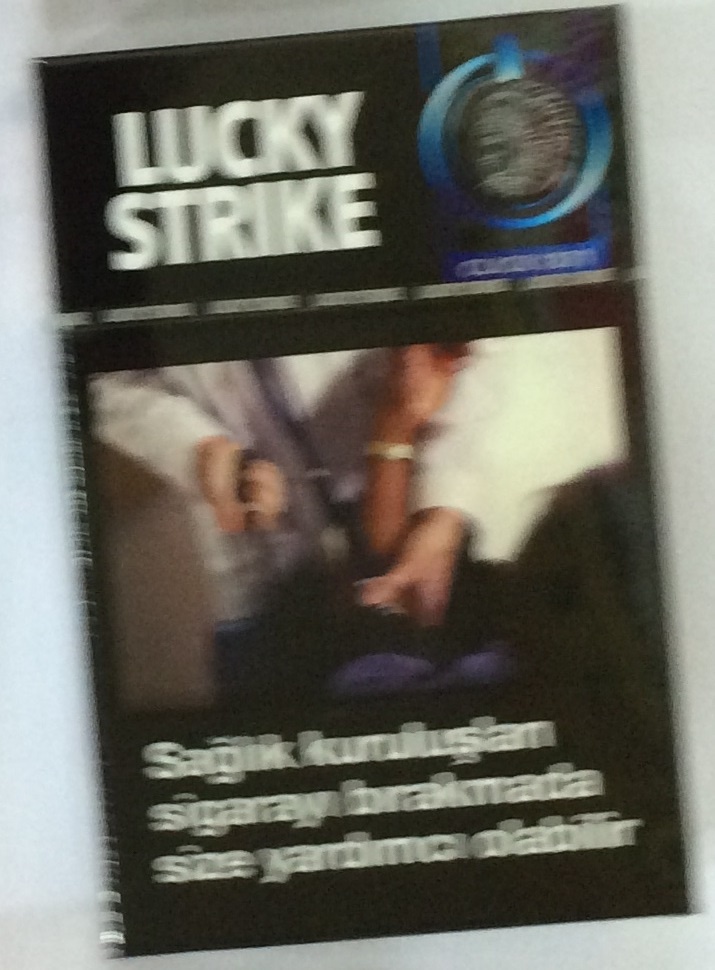 LUCKY
STRIKE
Sağlık kuruluşları
sigarayı bırakmada
size yardımcı olabilir